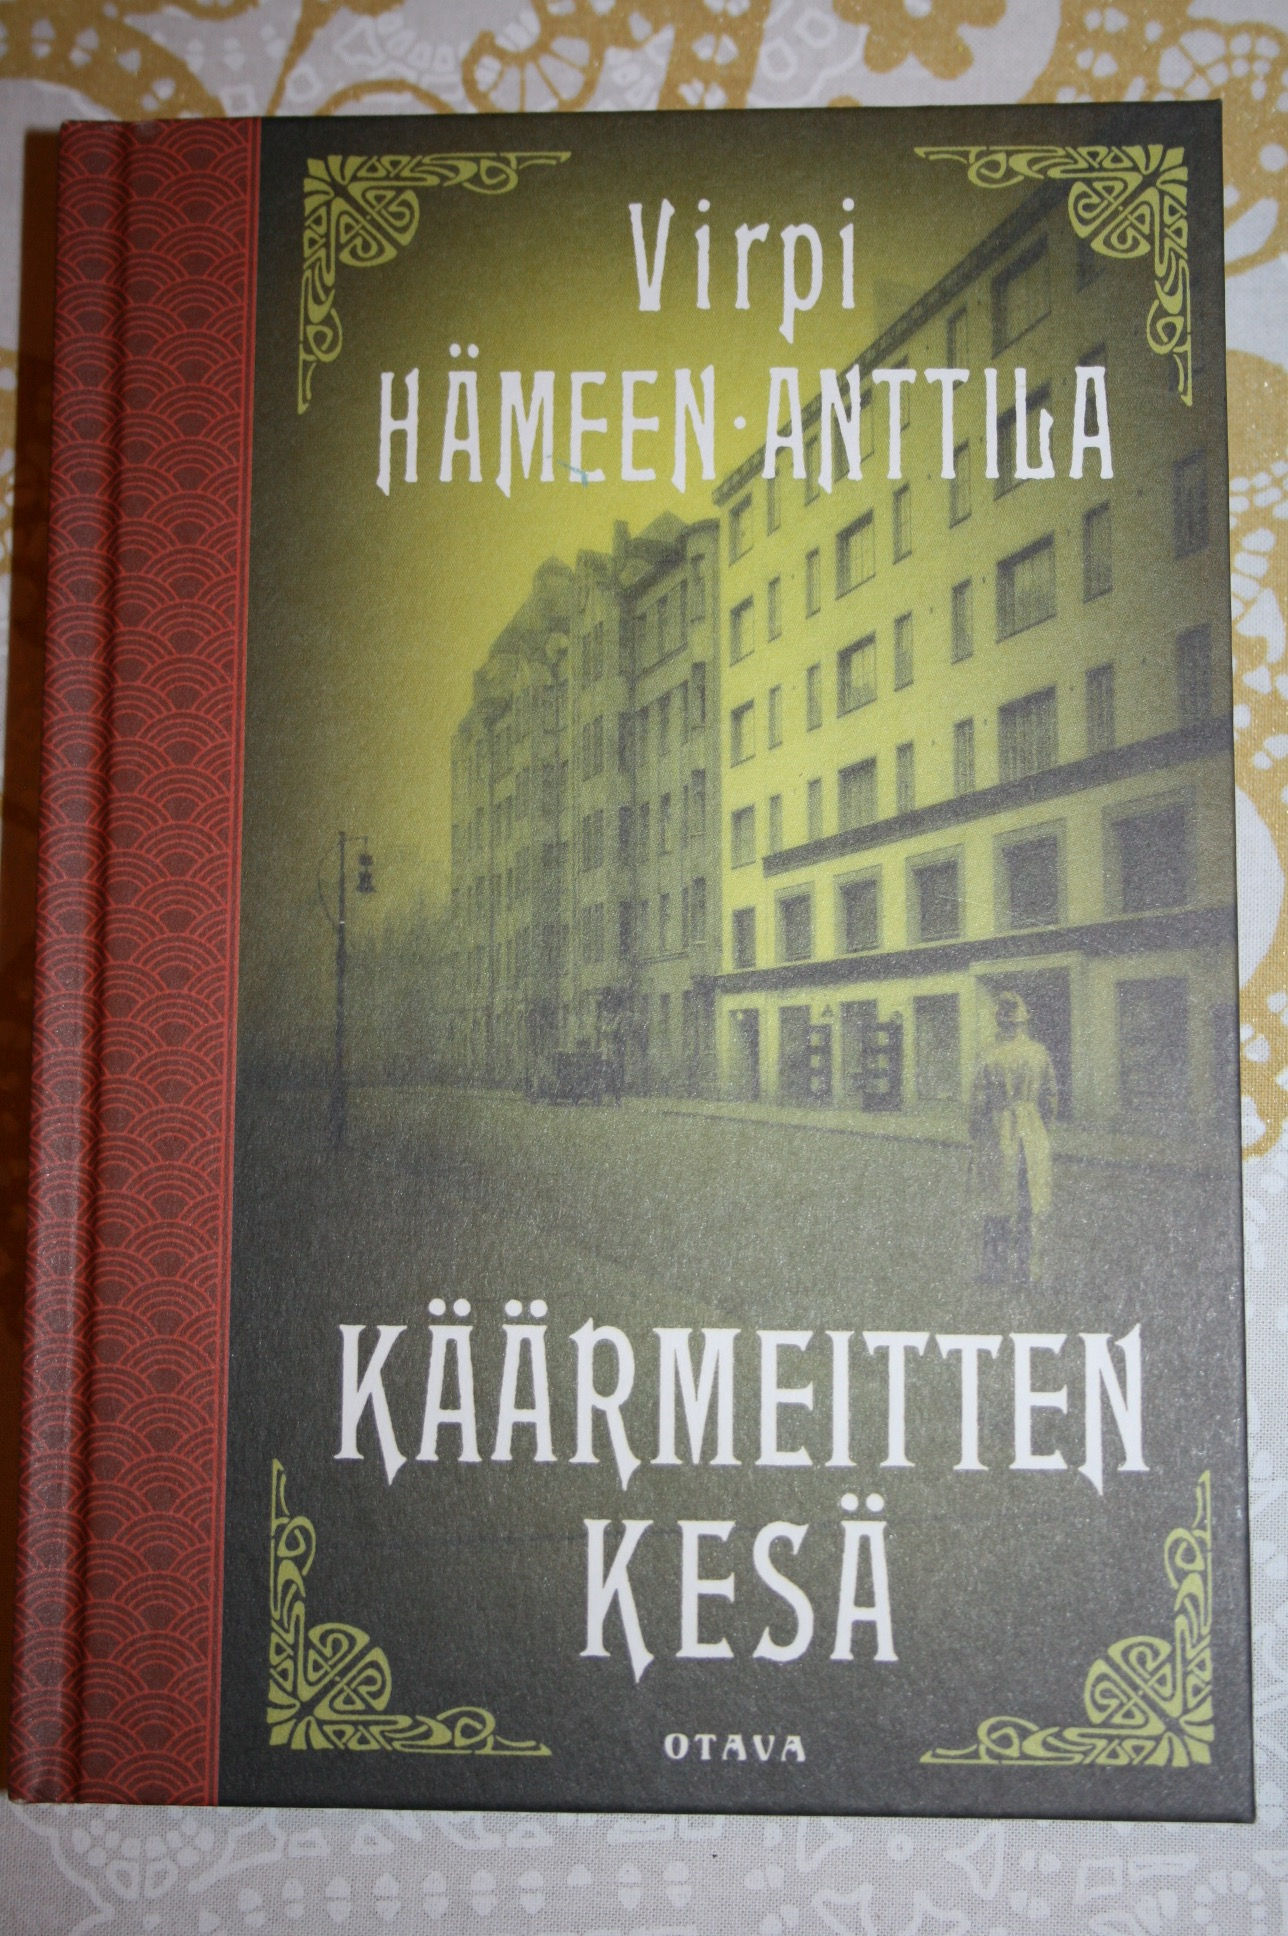 Virpi
HÄMEEN·ANTTILA
KÄÄRMEITTEN
KESÄ
OTAVA